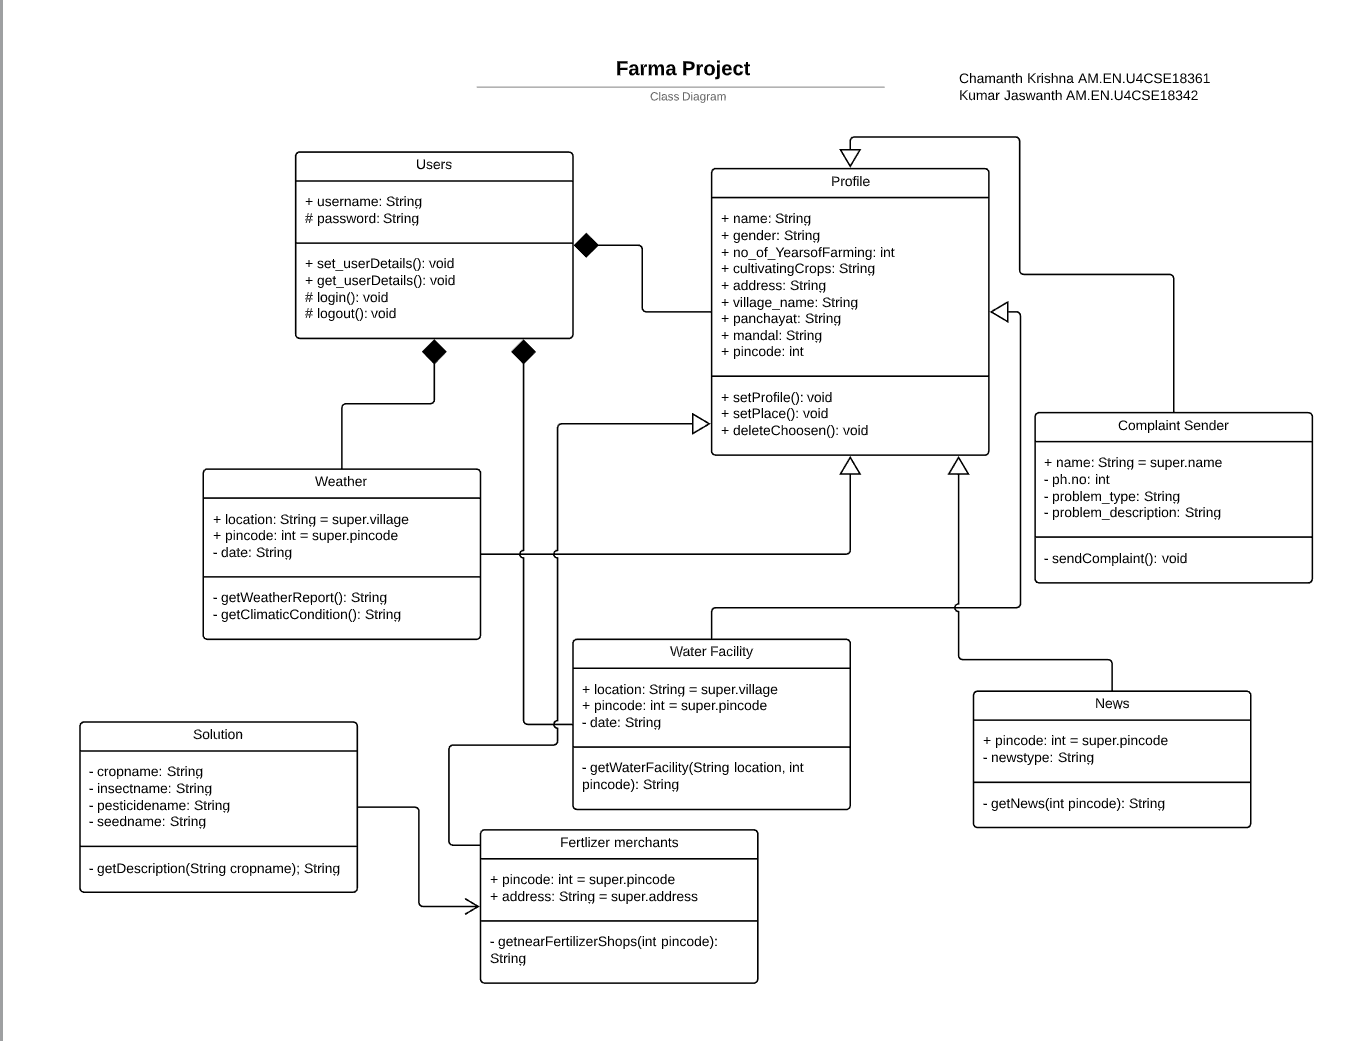 Farma Project
Class Diagram
Chamanth Krishna AM.EN.U4CSE18361
Kumar Jaswanth AM.EN.U4CSE18342
Users
+ username: String
# password: String
+ set_userDetails(): void
+ get_userDetails(): void
# login(): void
# logout(): void
Profile
+ name: String
+ gender: String
+ no_of_YearsofFarming: int
+ cultivatingCrops: String
+ address: String
+ village_name: String
+ panchayat: String
+ mandal: String
+ pincode: int
+ setProfile(): void
+ setPlace(): void
+ deleteChoosen(): void
Complaint Sender
+ name: String = super.name
- ph.no: int
- problem_type: String
- problem_description: String
- sendComplaint(): void
Weather
+ location: String = super.village
+ pincode: int = super.pincode
- date: String
- getWeatherReport(): String
- getClimaticCondition(): String
Water Facility
+ location: String = super.village
+ pincode: int = super.pincode
- date: String
- getWaterFacility(String location, int
pincode): String
News
+ pincode: int = super.pincode
- newstype: String
- getNews(int pincode): String
Solution
- cropname: String
- insectname: String
- pesticidename: String
- seedname: String
- getDescription(String cropname); String
Fertlizer merchants
+ pincode: int = super.pincode
+ address: String = super.address
- getnearFertilizerShops(int pincode):
String